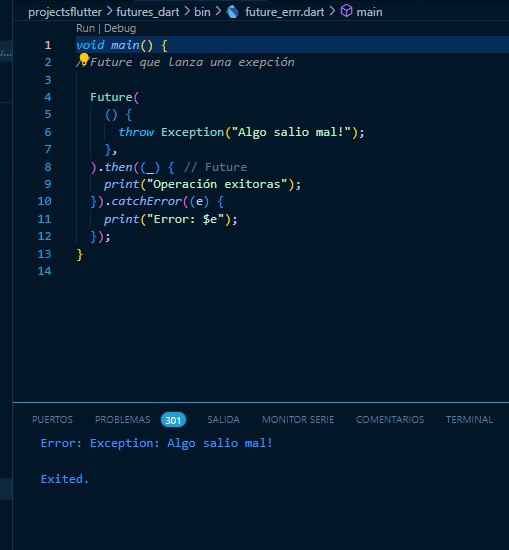 projectsflutter > futures_dart > bin > future_errr.dart > main
Run | Debug
1 void main() {
2 //Future que lanza una exepción
3
4 Future(
5 () {
6 throw Exception("Algo salio mal!");
7 },
8 ).then((_) { // Future
9 print("Operación exitoras");
10 }).catchError((e) {
11 print("Error: $e");
12 });
13 }
14
PUERTOS PROBLEMAS 301 SALIDA MONITOR SERIE COMENTARIOS TERMINAL
Error: Exception: Algo salio mal!
Exited.